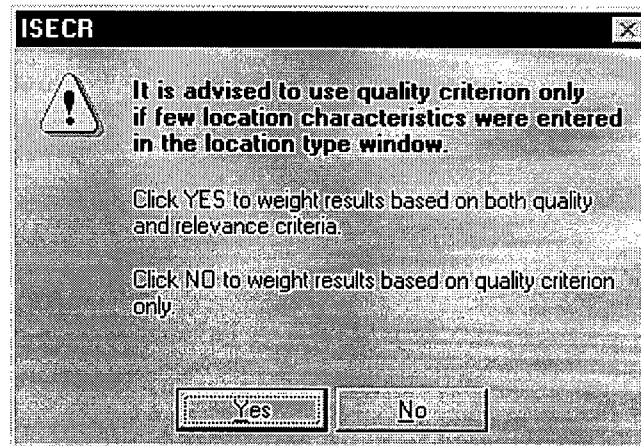 ISECR
It is advised to use quality criterion only
if few location characteristics were entered
in the location type window.
Click YES to weight results based on both quality
and relevance criteria.
Click NO to weight results based on quality criterion
only.
Yes No